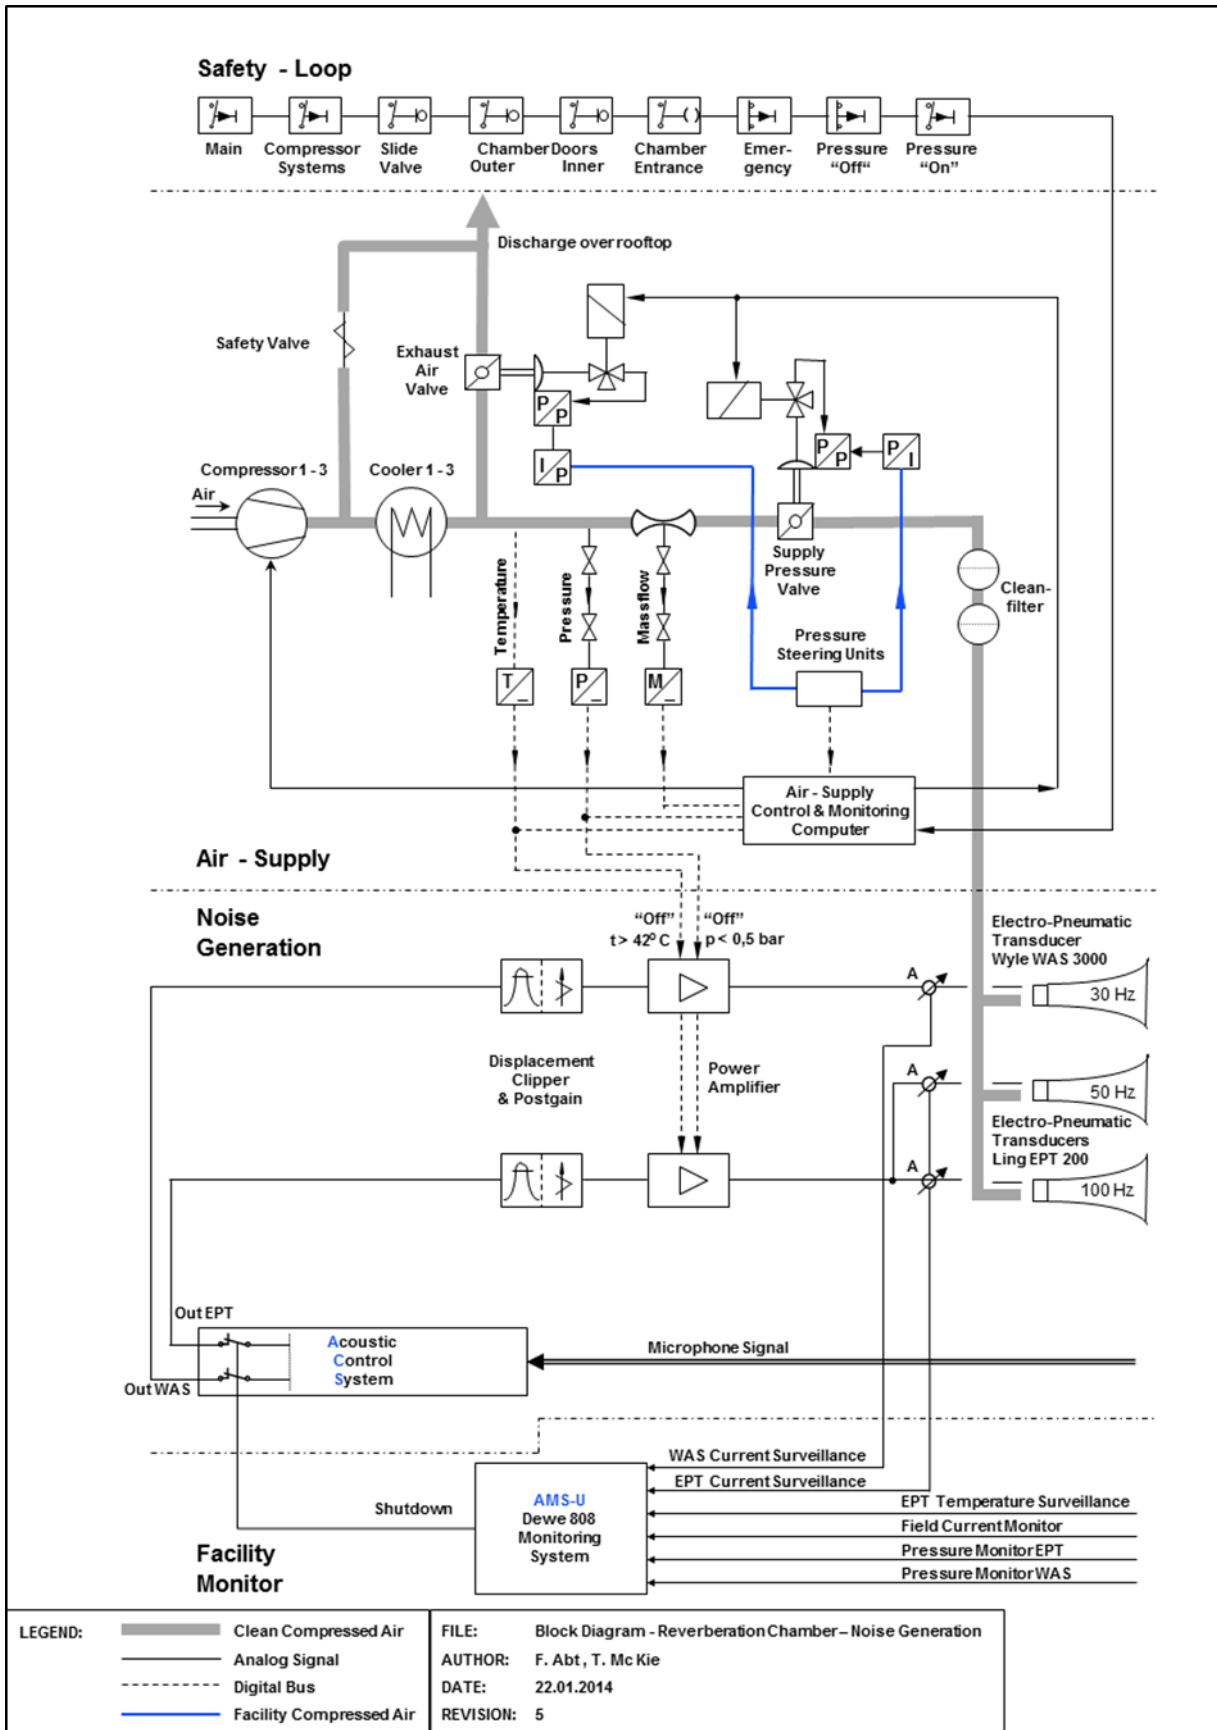 Safety - Loop
Main
Compressor
Systems
Slide
Valve
Chamber Doors
Outer
Inner
Chamber
Entrance
Emer-
gency
Pressure
“Off“
Pressure
“On”
Discharge over rooftop
Safety Valve
Exhaust
Air
Valve
P
P
I
P
P
P
P
I
Compressor 1 - 3
Cooler 1 - 3
Air
Supply
Pressure
Valve
Clean-
filter
Temperature
Pressure
Massflow
Pressure
Steering Units
T
P
M
Air - Supply
Control & Monitoring
Computer
Air - Supply
Noise
Generation
“Off”
t > 42⁰ C
“Off”
p < 0,5 bar
Electro-Pneumatic
Transducer
Wyle WAS 3000
A
30 Hz
Displacement
Clipper
& Postgain
Power
Amplifier
A
50 Hz
Electro-Pneumatic
Transducers
Ling EPT 200
A
100 Hz
Out EPT
Acoustic
Control
System
Microphone Signal
Out WAS
WAS Current Surveillance
EPT Current Surveillance
Shutdown
AMS-U
Dewe 808
Monitoring
System
EPT Temperature Surveillance
Field Current Monitor
Pressure Monitor EPT
Pressure Monitor WAS
Facility
Monitor
LEGEND:
Clean Compressed Air
Analog Signal
Digital Bus
Facility Compressed Air
FILE: Block Diagram - Reverberation Chamber – Noise Generation
AUTHOR: F. Abt , T. Mc Kie
DATE: 22.01.2014
REVISION: 5